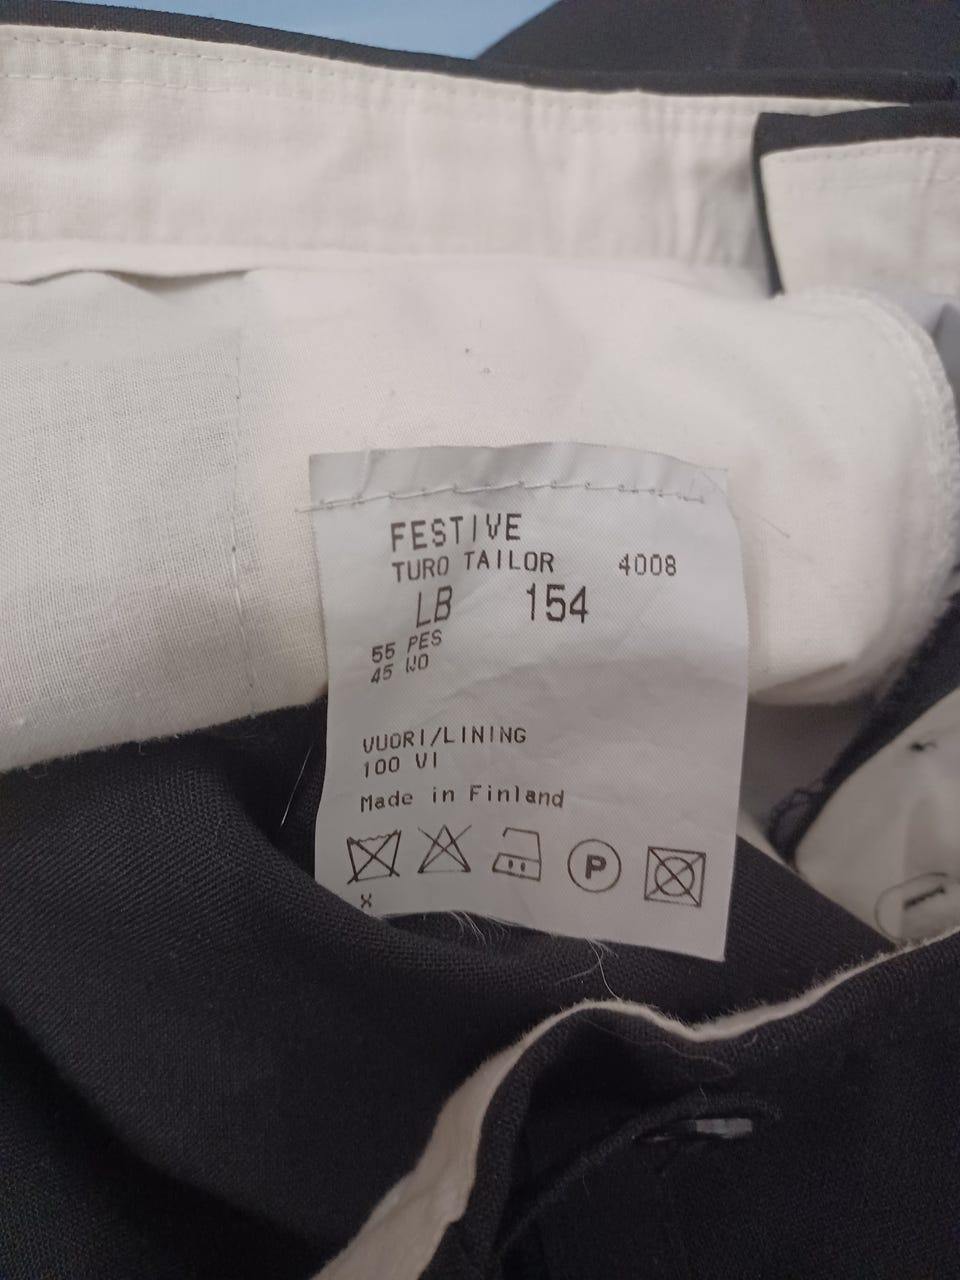 FESTIVE
TURO TAILOR 4008
LB 154
55 PES
45 WO
VUORI/LINING
100 VI
Made in Finland
P
X